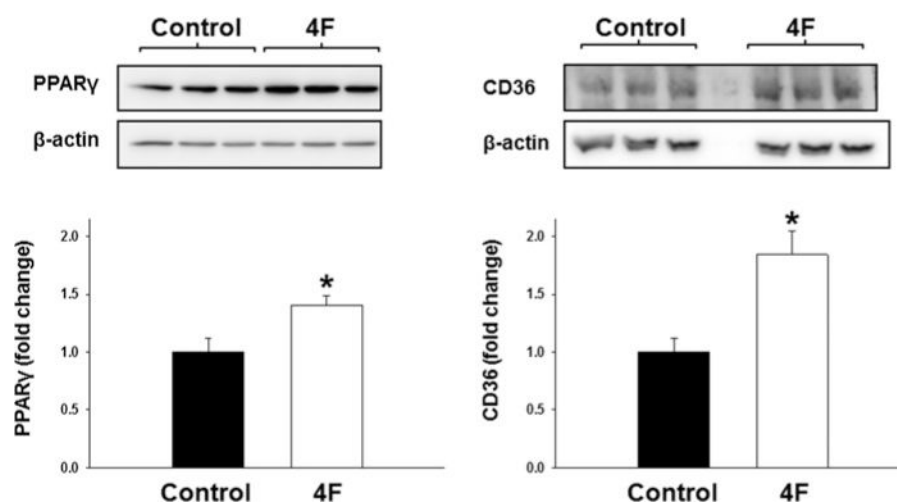 Control 4F
PPARγ
β-actin
PPARγ (fold change)
2.0
*
1.5
1.0
0.5
0.0
Control 4F
Control 4F
CD36
β-actin
CD36 (fold change)
2.0
*
1.5
1.0
0.5
0.0
Control 4F